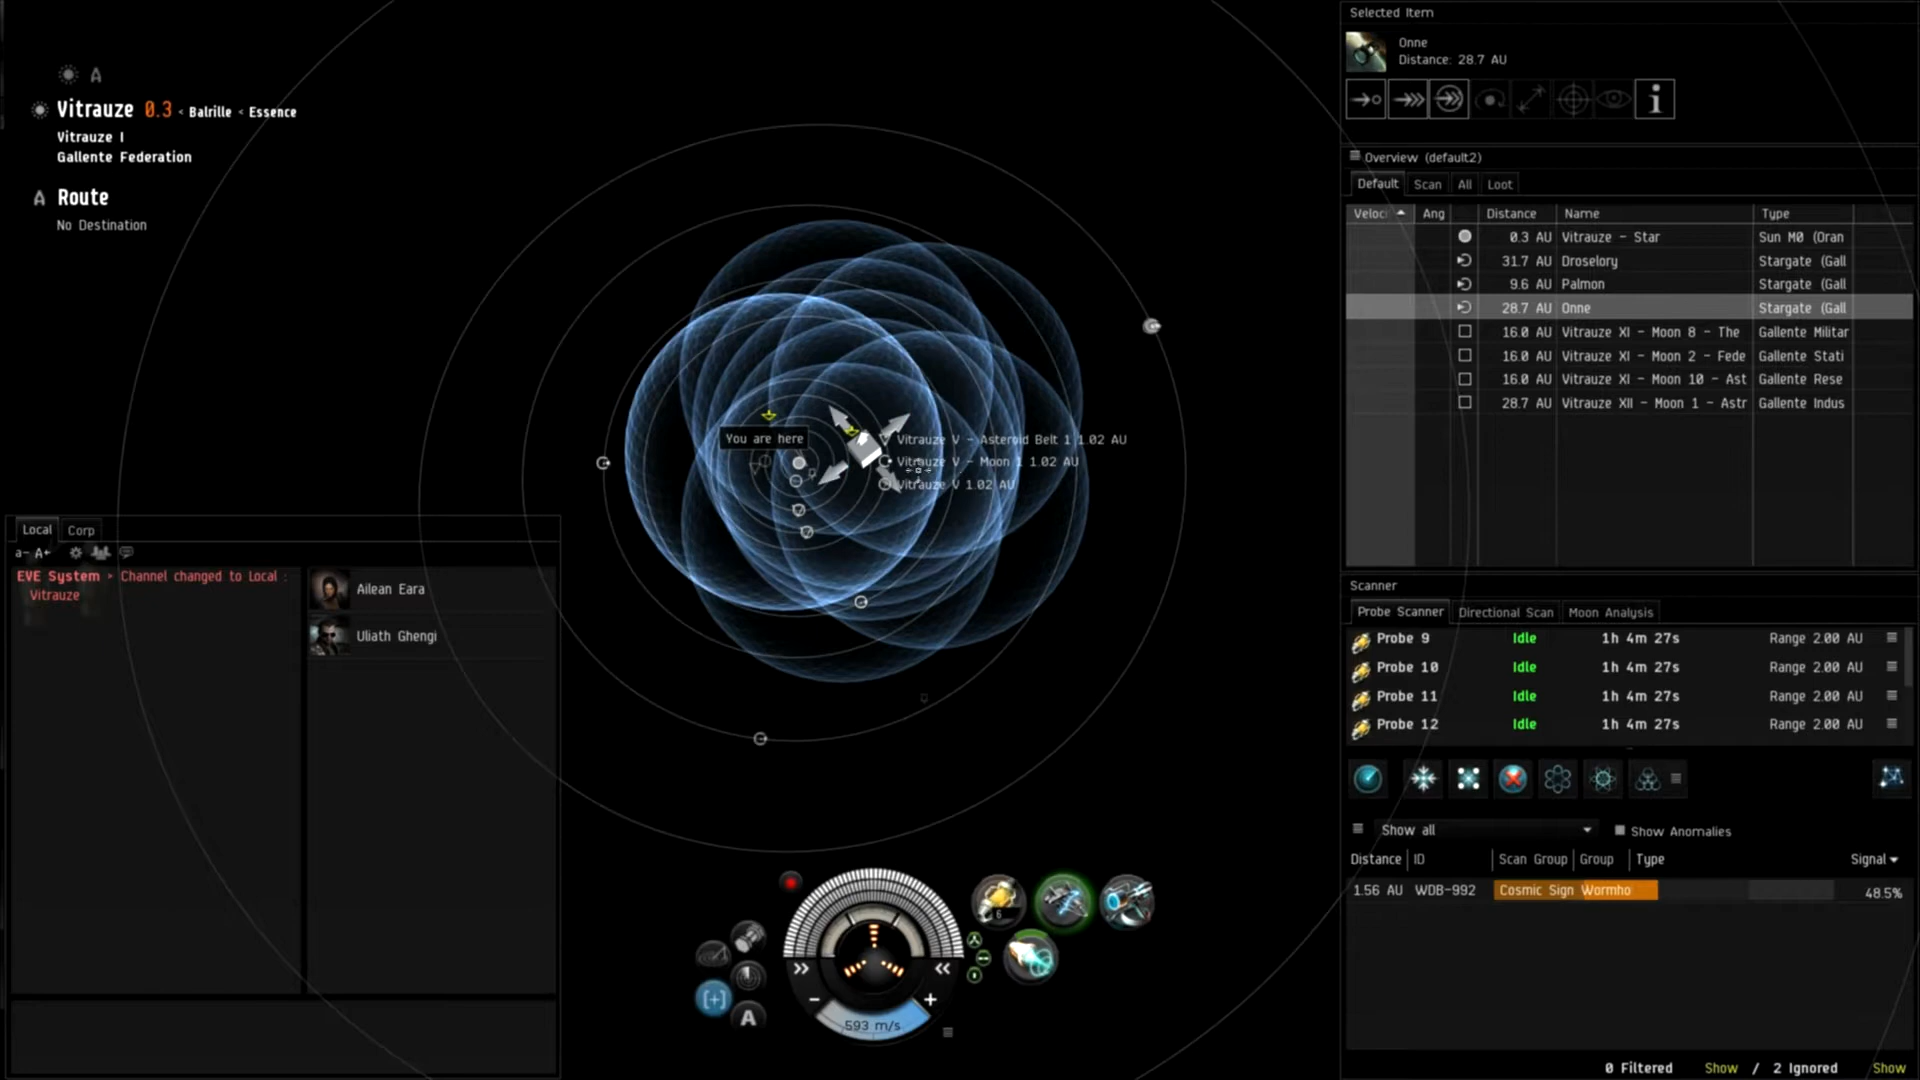 A
Vitrauze 0.3 < Balrille < Essence
Vitrauze I
Gallente Federation
A Route
No Destination
You are here
Vitrauze V - Asteroid Belt 1 1.02 AU
Vitrauze V - Moon 1 1.02 AU
Vitrauze V 1.02 AU
Local Corp
a- A+
EVE System > Channel changed to Local :
Vitrauze
Ailean Eara
Uliath Ghengi
6
593 m/s
A
Selected Item
Onne
Distance: 28.7 AU
Overview (default2)
Default Scan All Loot
Veloc Ang Distance Name Type
0.3 AU Vitrauze - Star Sun M0 (Oran
31.7 AU Droselory Stargate (Gall
9.6 AU Palmon Stargate (Gall
28.7 AU Onne Stargate (Gall
16.0 AU Vitrauze XI - Moon 8 - The Gallente Militar
16.0 AU Vitrauze XI - Moon 2 - Fede Gallente Stati
16.0 AU Vitrauze XI - Moon 10 - Ast Gallente Rese
28.7 AU Vitrauze XII - Moon 1 - Astr Gallente Indus
Scanner
Probe Scanner Directional Scan Moon Analysis
Probe 9 Idle 1h 4m 27s Range 2.00 AU
Probe 10 Idle 1h 4m 27s Range 2.00 AU
Probe 11 Idle 1h 4m 27s Range 2.00 AU
Probe 12 Idle 1h 4m 27s Range 2.00 AU
Show all Show Anomalies
Distance ID Scan Group Group Type Signal
1.56 AU WDB-992 Cosmic Sign Wormho 48.5%
0 Filtered Show / 2 Ignored Show